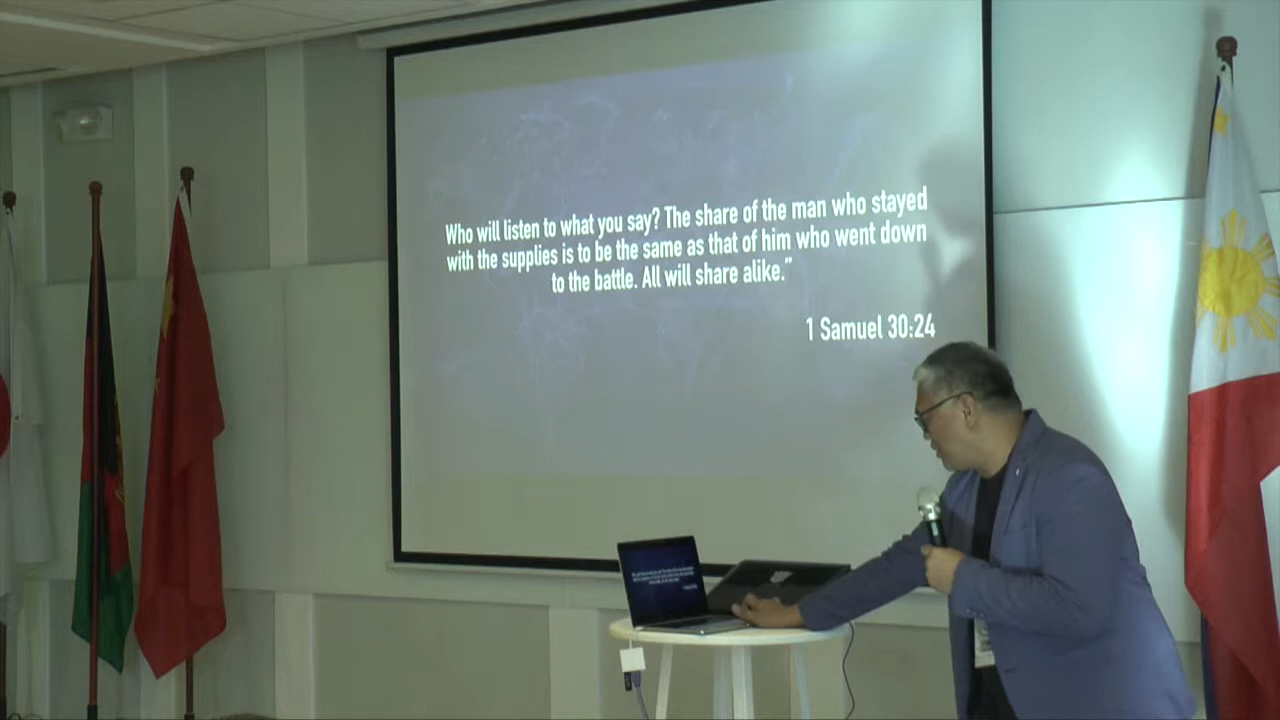 Who will listen to what you say? The share of the man who stayed
with the supplies is to be the same as that of him who went down
to the battle. All will share alike.”
1 Samuel 30:24